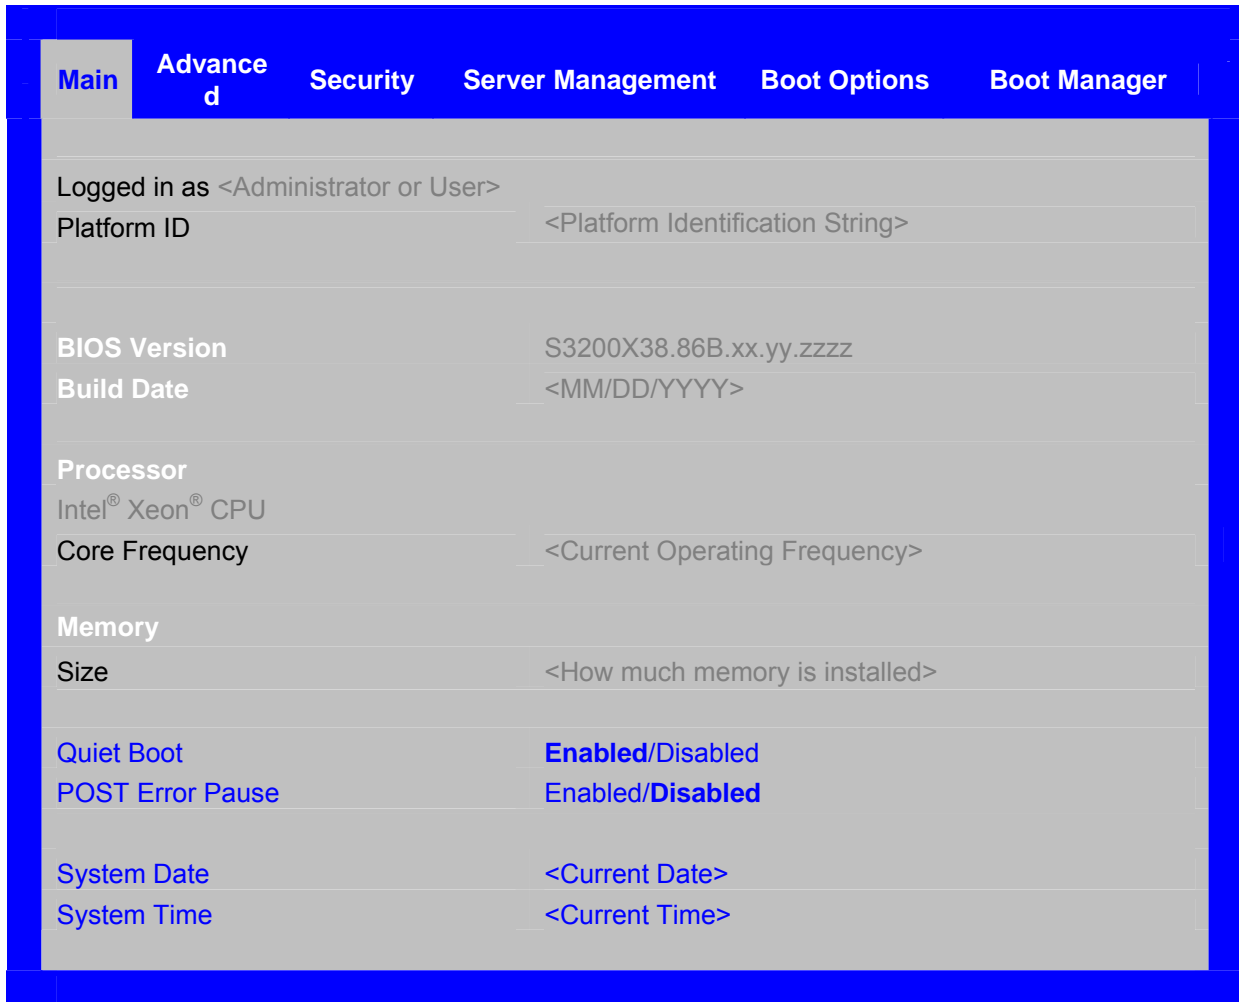 Main Advance
d Security Server Management Boot Options Boot Manager
Logged in as <Administrator or User>
Platform ID <Platform Identification String>
BIOS Version S3200X38.86B.xx.yy.zzzz
Build Date <MM/DD/YYYY>
Processor
Intel® Xeon® CPU
Core Frequency <Current Operating Frequency>
Memory
Size <How much memory is installed>
Quiet Boot Enabled/Disabled
POST Error Pause Enabled/Disabled
System Date <Current Date>
System Time <Current Time>